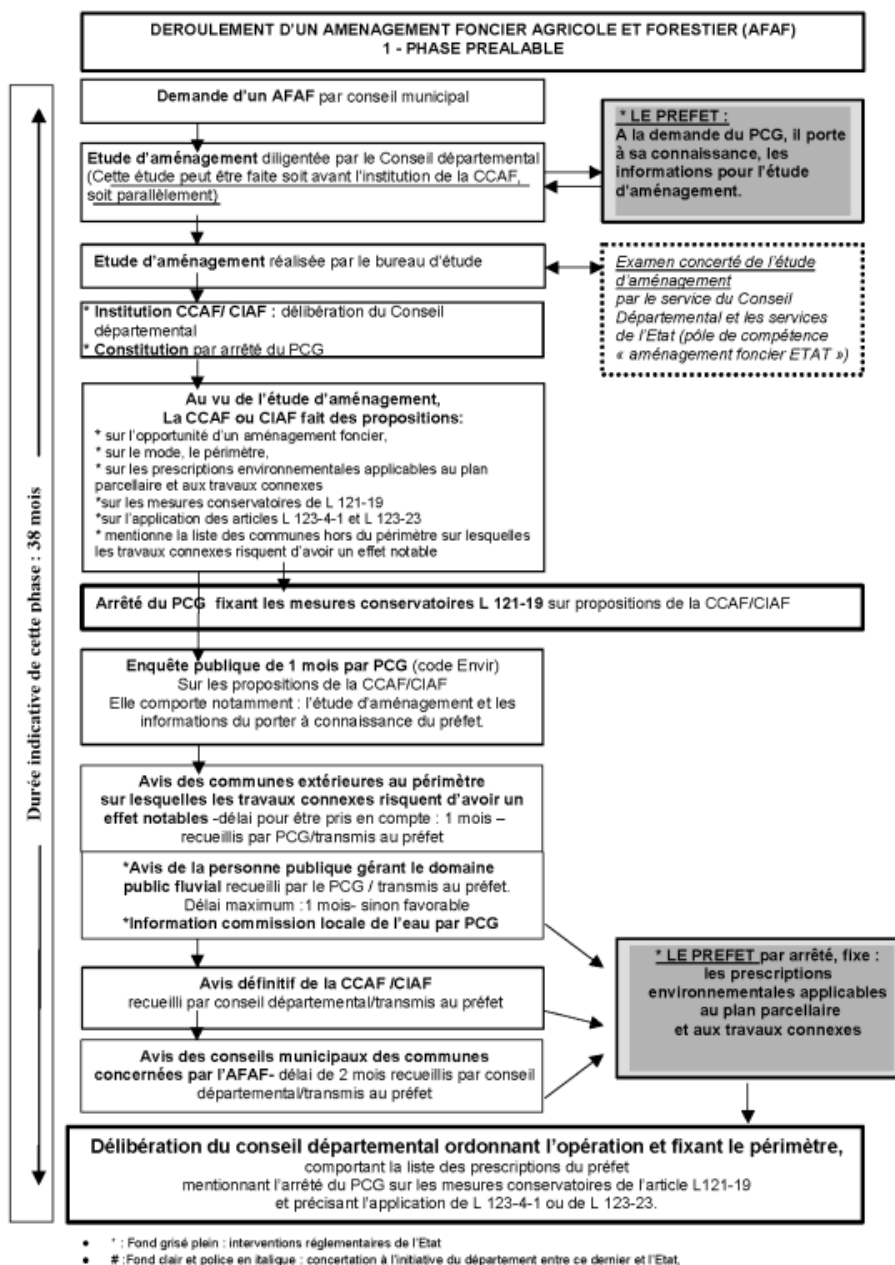 DEROULEMENT D'UN AMENAGEMENT FONCIER AGRICOLE ET FORESTIER (AFAF)
1 - PHASE PREALABLE
Durée indicative de cette phase : 38 mois
Demande d'un AFAF par conseil municipal
Etude d'aménagement diligentée par le Conseil départemental
(Cette étude peut être faite soit avant l'institution de la CCAF,
soit parallèlement)
* LE PREFET :
A la demande du PCG, il porte
à sa connaissance, les
informations pour l'étude
d'aménagement.
Etude d'aménagement réalisée par le bureau d'étude
Examen concerté de l'étude
d'aménagement
par le service du Conseil
Départemental et les services
de l'Etat (pôle de compétence
« aménagement foncier ETAT »)
* Institution CCAF/ CIAF : délibération du Conseil
départemental
* Constitution par arrêté du PCG
Au vu de l'étude d'aménagement,
La CCAF ou CIAF fait des propositions:
* sur l'opportunité d'un aménagement foncier,
* sur le mode, le périmètre,
* sur les prescriptions environnementales applicables au plan
parcellaire et aux travaux connexes
*sur les mesures conservatoires de L 121-19
*sur l'application des articles L 123-4-1 et L 123-23
* mentionne la liste des communes hors du périmètre sur lesquelles
les travaux connexes risquent d'avoir un effet notable
Arrêté du PCG fixant les mesures conservatoires L 121-19 sur propositions de la CCAF/CIAF
Enquête publique de 1 mois par PCG (code Envir)
Sur les propositions de la CCAF/CIAF
Elle comporte notamment : l'étude d'aménagement et les
informations du porter à connaissance du préfet.
Avis des communes extérieures au périmètre
sur lesquelles les travaux connexes risquent d'avoir un
effet notables -délai pour être pris en compte : 1 mois –
recueillis par PCG/transmis au préfet
*Avis de la personne publique gérant le domaine
public fluvial recueilli par le PCG / transmis au préfet.
Délai maximum :1 mois- sinon favorable
*Information commission locale de l'eau par PCG
* LE PREFET par arrêté, fixe :
les prescriptions
environnementales applicables
au plan parcellaire
et aux travaux connexes
Avis définitif de la CCAF /CIAF
recueilli par conseil départemental/transmis au préfet
Avis des conseils municipaux des communes
concernées par l'AFAF- délai de 2 mois recueillis par conseil
départemental/transmis au préfet
Délibération du conseil départemental ordonnant l'opération et fixant le périmètre,
comportant la liste des prescriptions du préfet
mentionnant l'arrêté du PCG sur les mesures conservatoires de l'article L121-19
et précisant l'application de L 123-4-1 ou de L 123-23.
• * : Fond grisé plein : interventions réglementaires de l'Etat
• # :Fond clair et police en italique : concertation à l'initiative du département entre ce dernier et l'Etat,